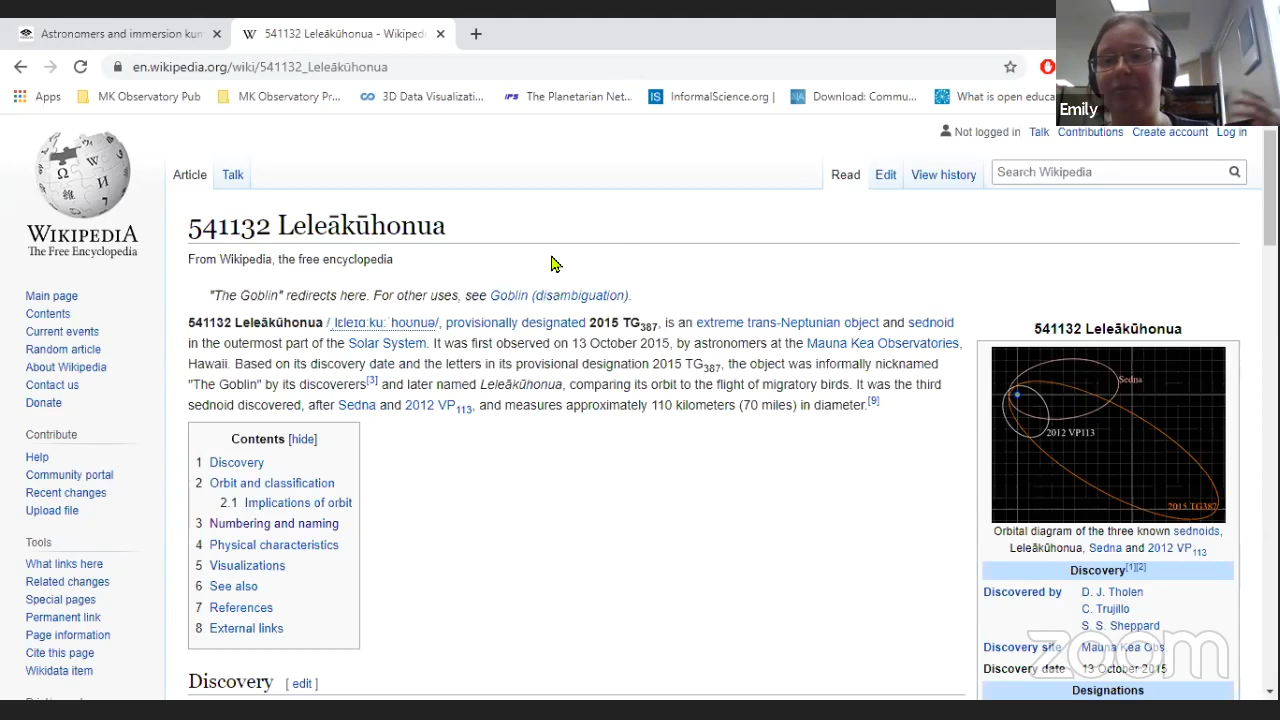 Astronomers and immersion kum
541132 Leleākūhonua - Wikiped
en.wikipedia.org/wiki/541132_Leleākūhonua
Apps
MK Observatory Pub
MK Observatory Pr...
3D Data Visualizati...
The Planetarian Net...
InformalScience.org |
Download: Commu...
What is open educa
Emily
Not logged in Talk Contributions Create account Log in
Article Talk Read Edit View history Search Wikipedia
WIKIPEDIA
The Free Encyclopedia
Main page
Contents
Current events
Random article
About Wikipedia
Contact us
Donate
Contribute
Help
Community portal
Recent changes
Upload file
Tools
What links here
Related changes
Special pages
Permanent link
Page information
Cite this page
Wikidata item
541132 Leleākūhonua
From Wikipedia, the free encyclopedia
"The Goblin" redirects here. For other uses, see Goblin (disambiguation).
541132 Leleākūhonua /ˌlɛleɪɑːkuːˈhoʊnuə/, provisionally designated 2015 TG387, is an extreme trans-Neptunian object and sednoid
in the outermost part of the Solar System. It was first observed on 13 October 2015, by astronomers at the Mauna Kea Observatories,
Hawaii. Based on its discovery date and the letters in its provisional designation 2015 TG387, the object was informally nicknamed
"The Goblin" by its discoverers[3] and later named Leleākūhonua, comparing its orbit to the flight of migratory birds. It was the third
sednoid discovered, after Sedna and 2012 VP113, and measures approximately 110 kilometers (70 miles) in diameter.[9]
Contents [hide]
1 Discovery
2 Orbit and classification
2.1 Implications of orbit
3 Numbering and naming
4 Physical characteristics
5 Visualizations
6 See also
7 References
8 External links
Discovery [ edit ]
541132 Leleākūhonua
Sedna
2012 VP113
2015 TG387
Orbital diagram of the three known sednoids,
Leleākūhonua, Sedna and 2012 VP113
Discovery[1][2]
Discovered by D. J. Tholen
C. Trujillo
S. S. Sheppard
Discovery site Mauna Kea Obs.
Discovery date 13 October 2015
Designations
zoom